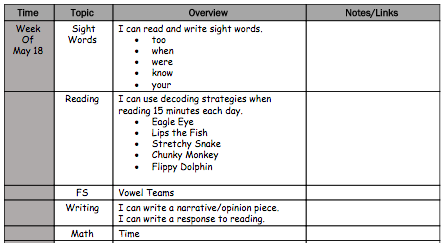 Time Topic Overview Notes/Links
Week Of May 18
Sight Words
I can read and write sight words.
• too
• when
• were
• know
• your
Reading
I can use decoding strategies when
reading 15 minutes each day.
• Eagle Eye
• Lips the Fish
• Stretchy Snake
• Chunky Monkey
• Flippy Dolphin
FS Vowel Teams
Writing
I can write a narrative/opinion piece.
I can write a response to reading.
Math Time